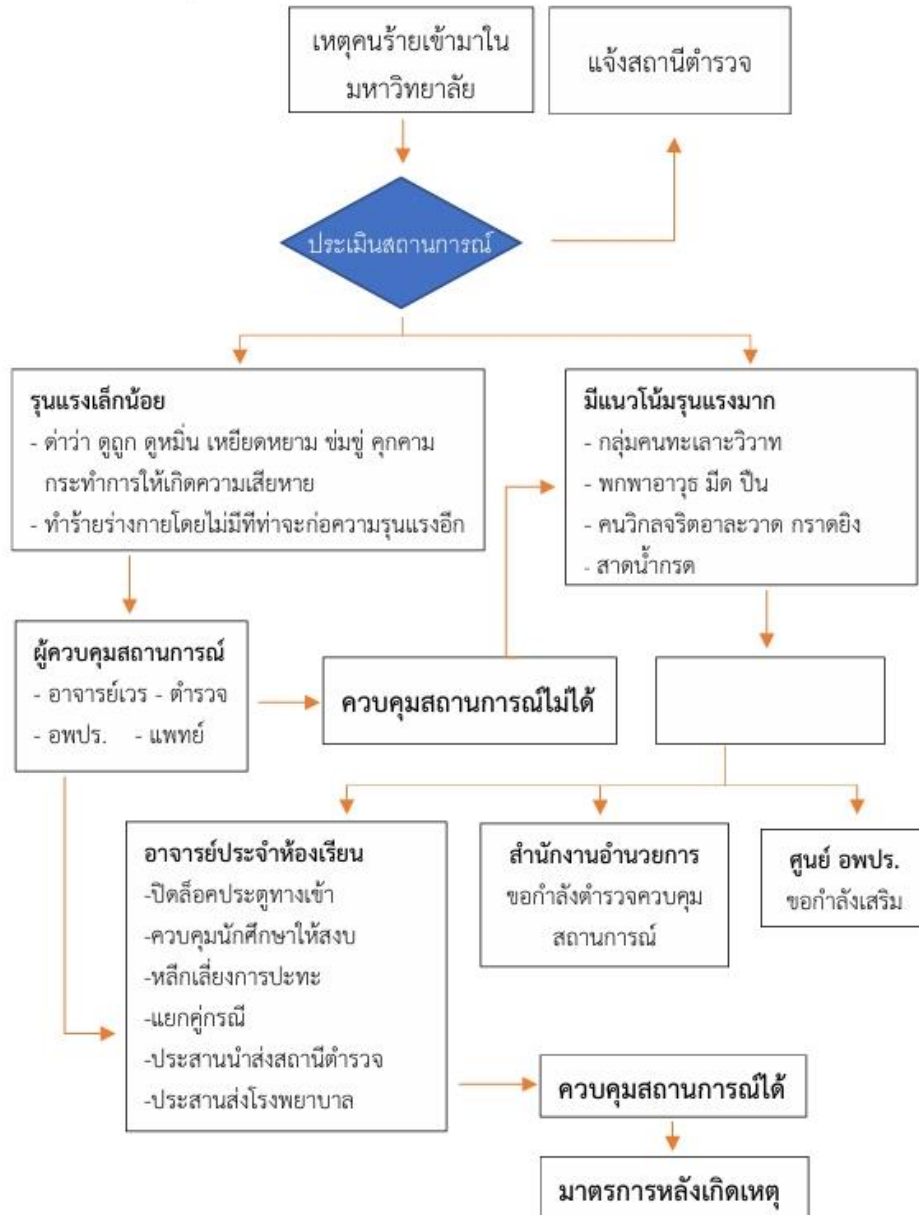 เหตุคนร้ายเข้ามาใน
มหาวิทยาลัย
แจ้งสถานีตำรวจ
ประเมินสถานการณ์
รุนแรงเล็กน้อย
- ด่าว่า ดูถูก ดูหมิ่น เหยียดหยาม ข่มขู่ คุกคาม
กระทำการให้เกิดความเสียหาย
- ทำร้ายร่างกายโดยไม่มีทีท่าจะก่อความรุนแรงอีก
มีแนวโน้มรุนแรงมาก
- กลุ่มคนทะเลาะวิวาท
- พกพาอาวุธ มีด ปืน
- คนวิกลจริตอาละวาด กราดยิง
- สาดน้ำกรด
ผู้ควบคุมสถานการณ์
- อาจารย์เวร - ตำรวจ
- อพปร. - แพทย์
ควบคุมสถานการณ์ไม่ได้
อาจารย์ประจำห้องเรียน
-ปิดล็อคประตูทางเข้า
-ควบคุมนักศึกษาให้สงบ
-หลีกเลี่ยงการปะทะ
-แยกคู่กรณี
-ประสานนำส่งสถานีตำรวจ
-ประสานส่งโรงพยาบาล
สำนักงานอำนวยการ
ขอกำลังตำรวจควบคุม
สถานการณ์
ศูนย์ อพปร.
ขอกำลังเสริม
ควบคุมสถานการณ์ได้
มาตรการหลังเกิดเหตุ